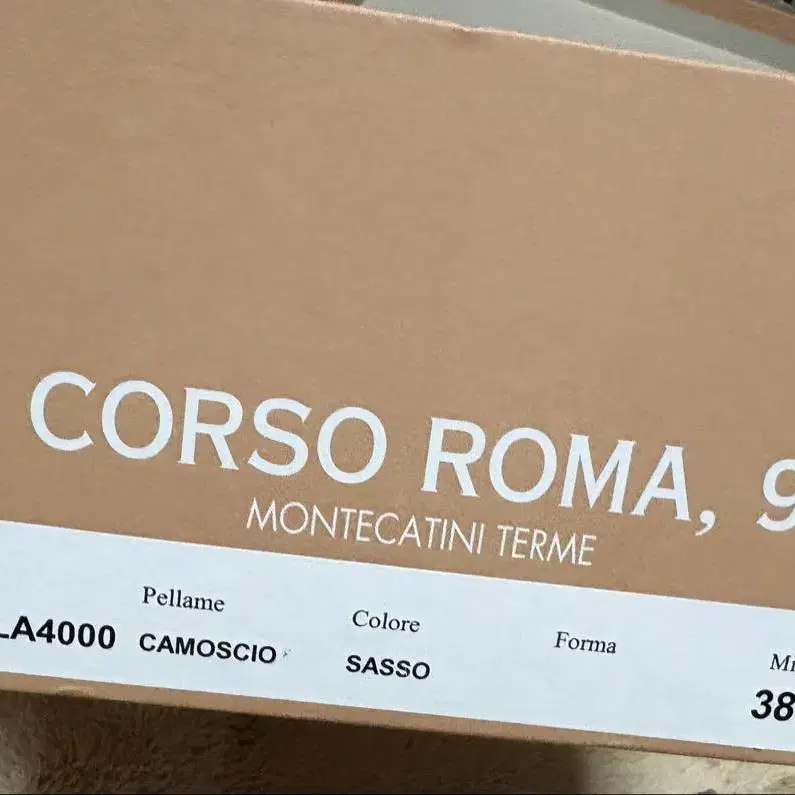 CORSO ROMA, 9
MONTECATINI TERME
Pellame Colore Forma
LA4000 CAMOSCIO SASSO 38